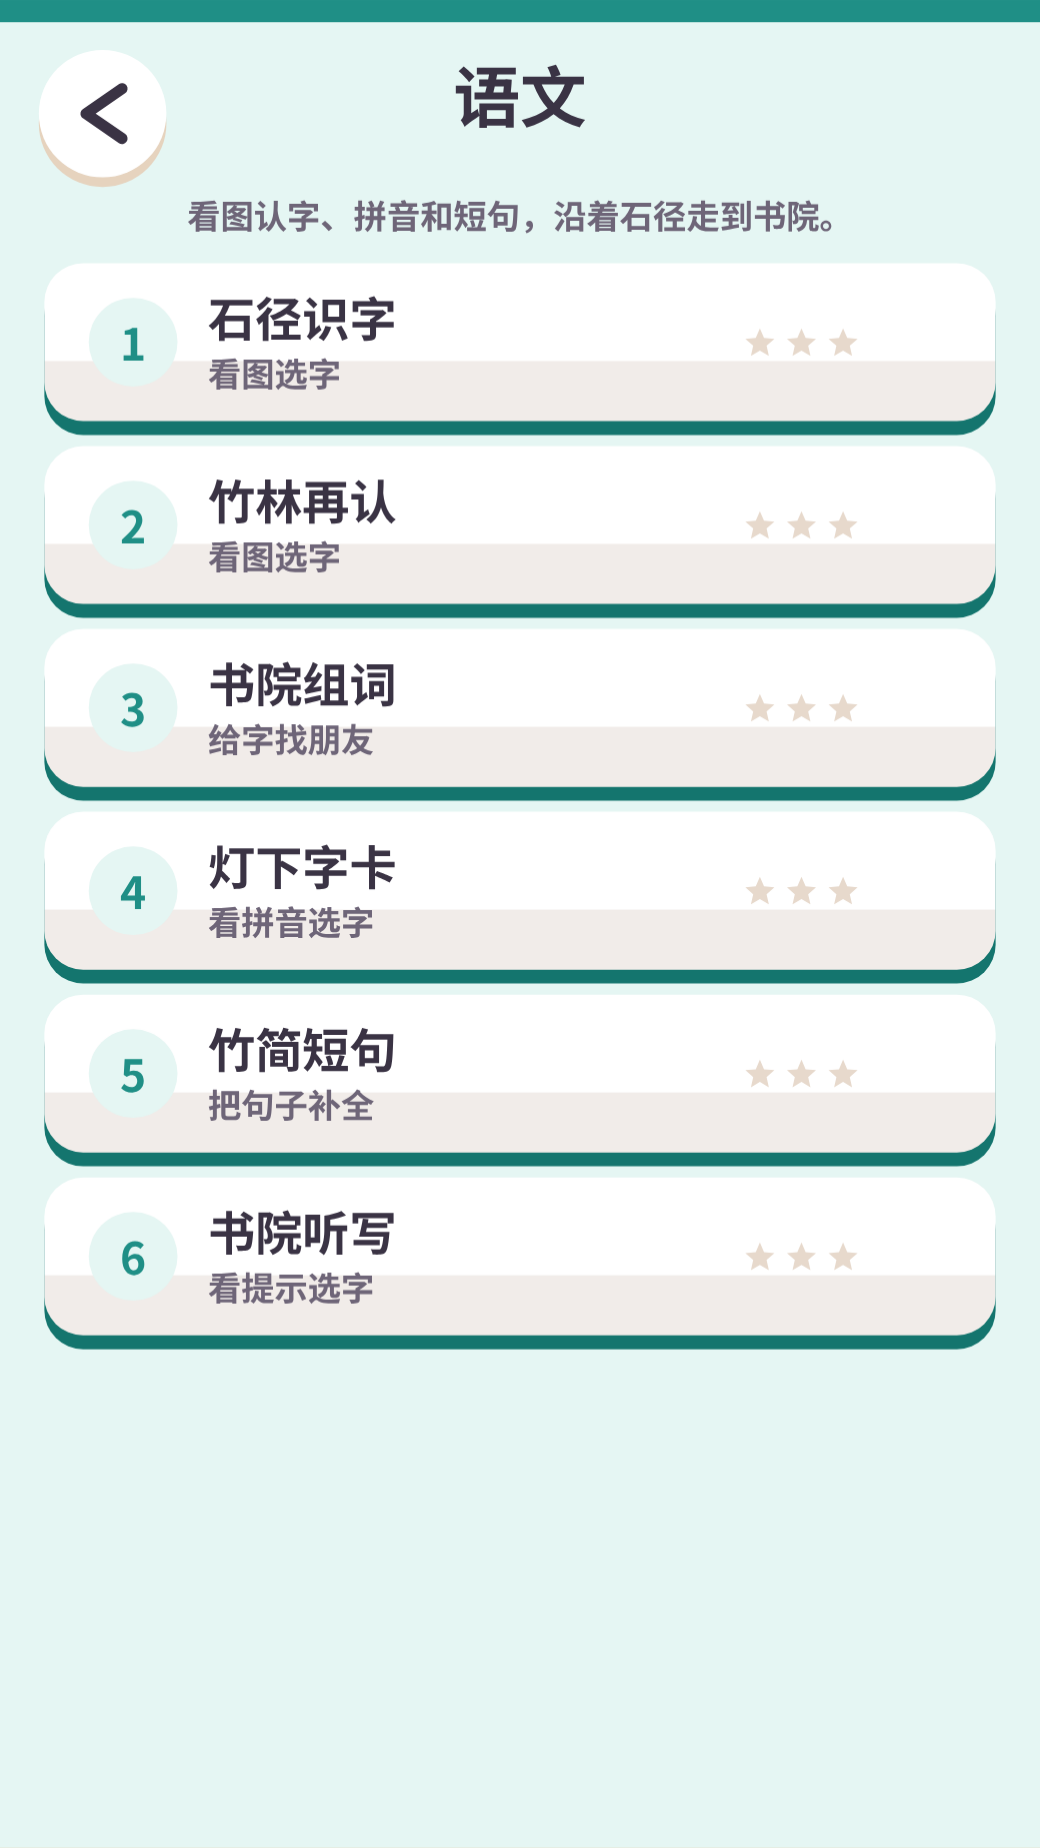 语文
看图认字、拼音和短句，沿着石径走到书院。
1
石径识字
看图选字
2
竹林再认
看图选字
3
书院组词
给字找朋友
4
灯下字卡
看拼音选字
5
竹简短句
把句子补全
6
书院听写
看提示选字